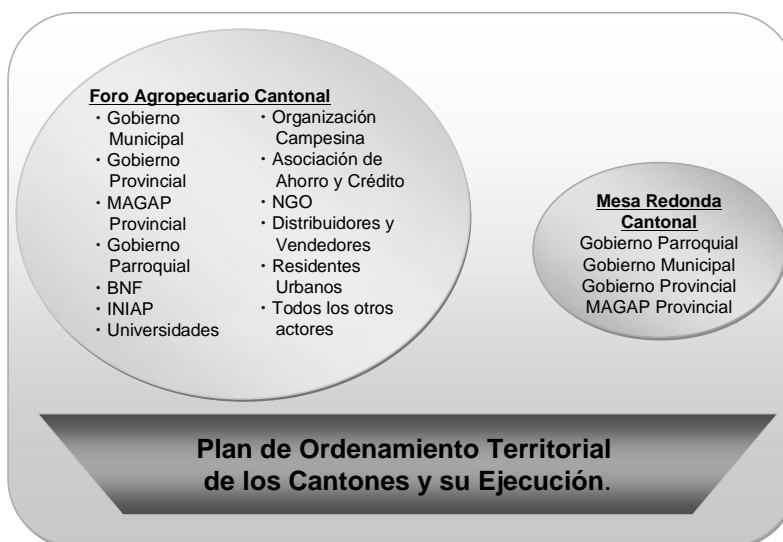 Foro Agropecuario Cantonal
・Gobierno
Municipal
・Gobierno
Provincial
・MAGAP
Provincial
・Gobierno
Parroquial
・BNF
・INIAP
・Universidades
・Organización
Campesina
・Asociación de
Ahorro y Crédito
・NGO
・Distribuidores y
Vendedores
・Residentes
Urbanos
・Todos los otros
actores
Mesa Redonda
Cantonal
Gobierno Parroquial
Gobierno Municipal
Gobierno Provincial
MAGAP Provincial
Plan de Ordenamiento Territorial
de los Cantones y su Ejecución.